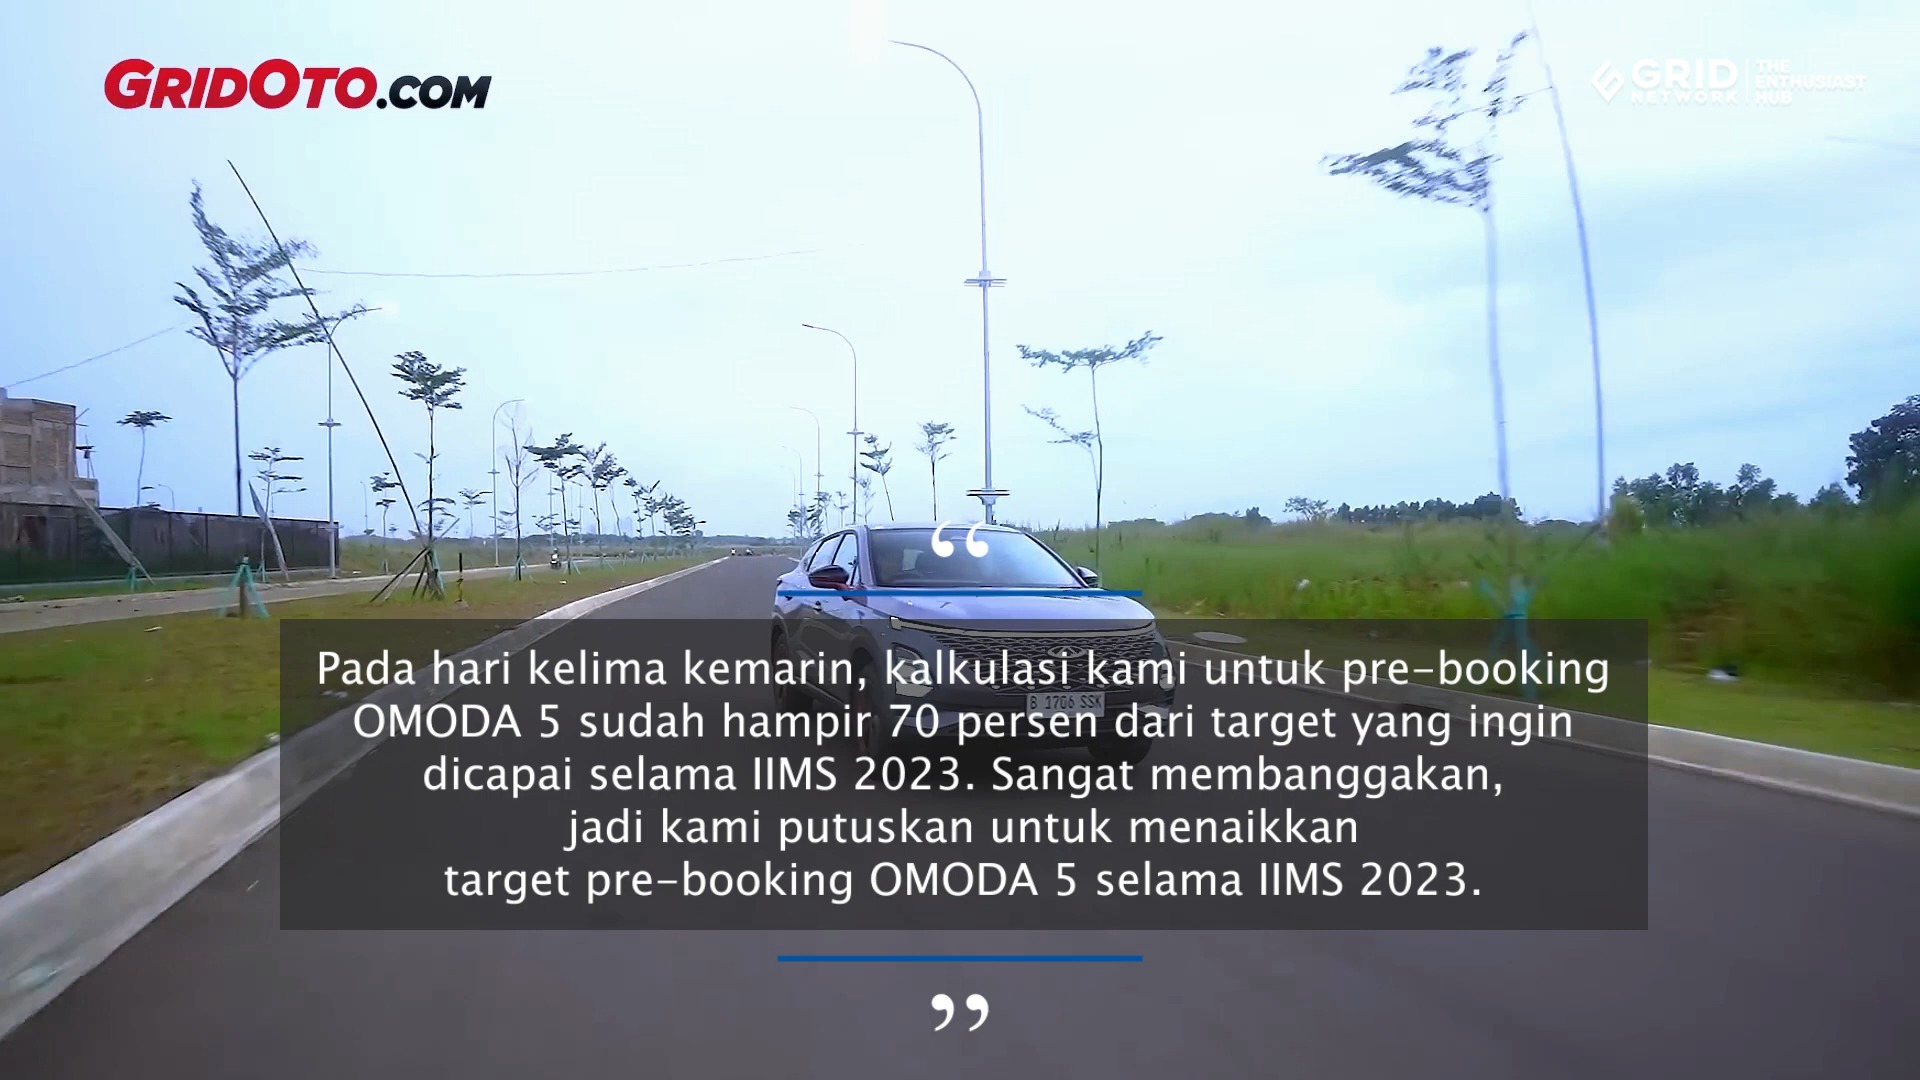 GRIDOTO.COM
GRID NETWORK
THE ENTHUSIAST HUB
“
Pada hari kelima kemarin, kalkulasi kami untuk pre-booking
OMODA 5 sudah hampir 70 persen dari target yang ingin
dicapai selama IIMS 2023. Sangat membanggakan,
jadi kami putuskan untuk menaikkan
target pre-booking OMODA 5 selama IIMS 2023.
”
B 1706 SSK